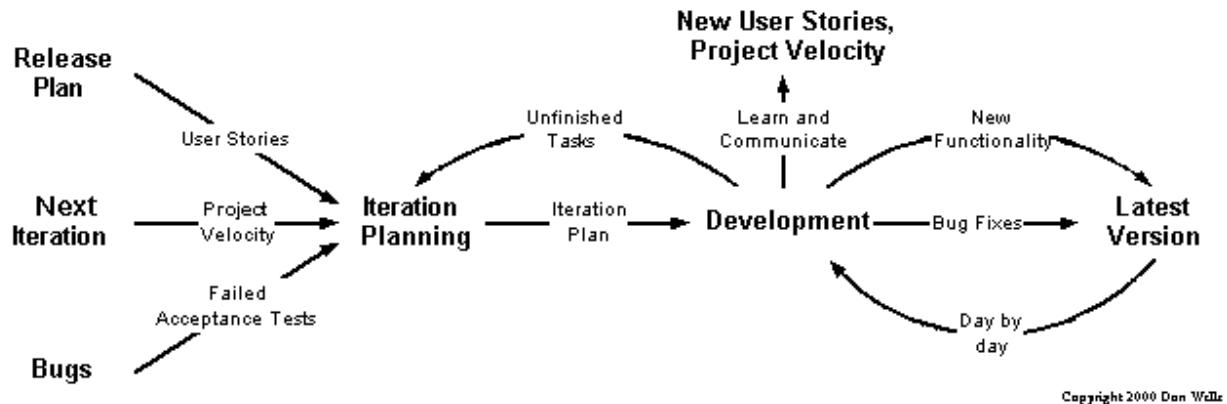 New User Stories,
Project Velocity
Release
Plan
User Stories
Unfinished
Tasks
Learn and
Communicate
New
Functionality
Next
Iteration
Project
Velocity
Iteration
Planning
Iteration
Plan
Development
Bug Fixes
Latest
Version
Failed
Acceptance Tests
Bugs
Day by
day
Copyright 2000 Don Wells